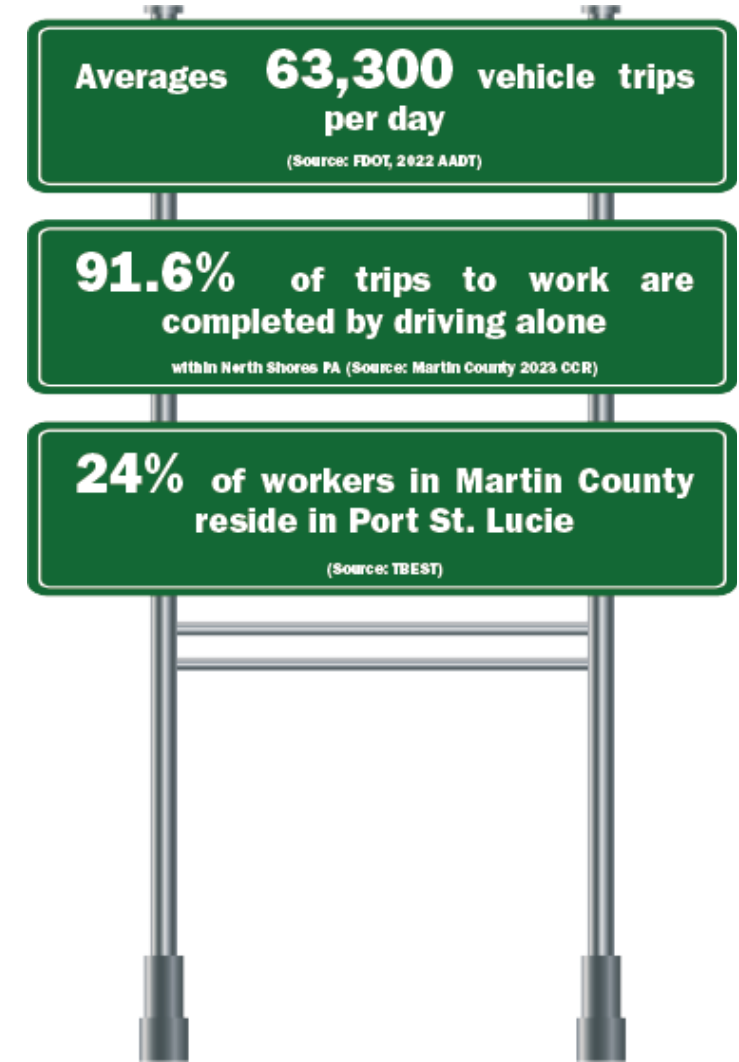 Averages 63,300 vehicle trips
per day
(Source: FDOT, 2022 AADT)
91.6% of trips to work are
completed by driving alone
within North Shores PA (Source: Martin County 2023 CCR)
24% of workers in Martin County
reside in Port St. Lucie
(Source: TBEST)